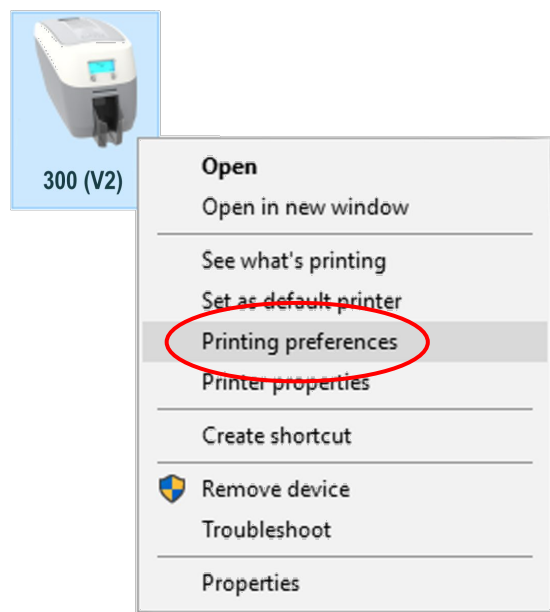 300 (V2)
Open
Open in new window
See what's printing
Set as default printer
Printing preferences
Printer properties
Create shortcut
Remove device
Troubleshoot
Properties